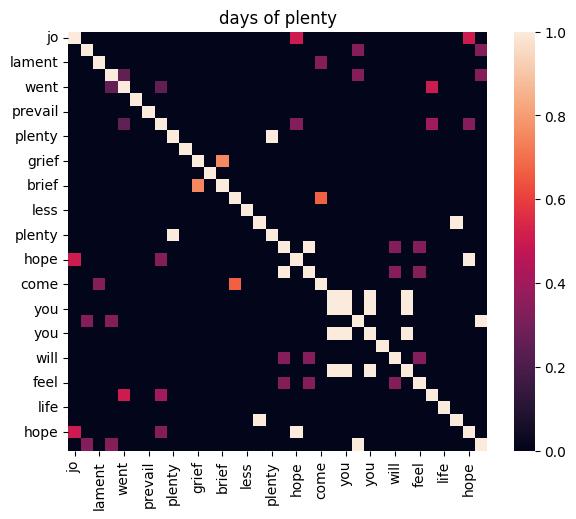 days of plenty
jo
lament
went
prevail
plenty
grief
brief
less
plenty
hope
come
you
you
will
feel
life
hope
jo
lament
went
prevail
plenty
grief
brief
less
plenty
hope
come
you
you
will
feel
life
hope
1.0
0.8
0.6
0.4
0.2
0.0